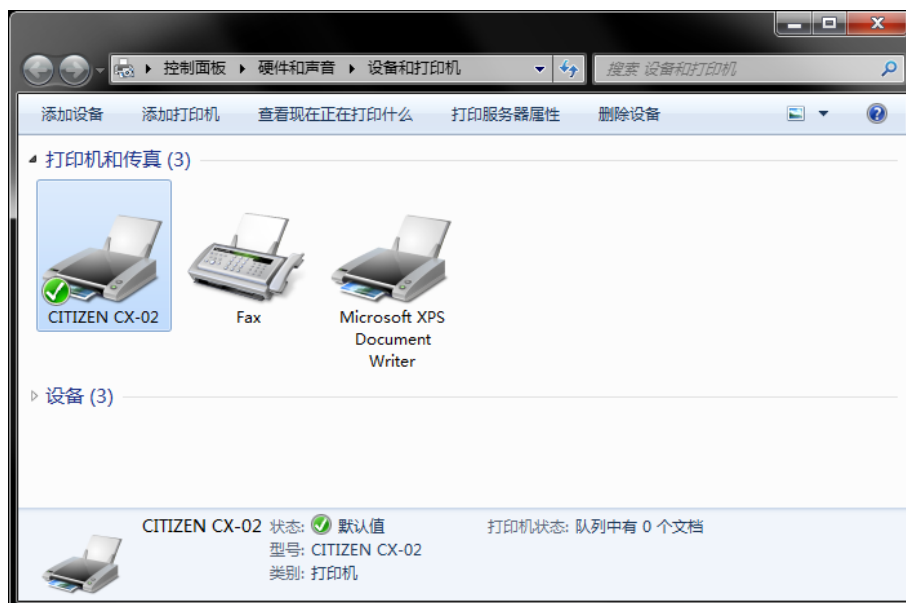 控制面板 硬件和声音 设备和打印机 搜索 设备和打印机
添加设备 添加打印机 查看现在正在打印什么 打印服务器属性 删除设备
打印机和传真 (3)
CITIZEN CX-02
Fax
Microsoft XPS
Document
Writer
设备 (3)
CITIZEN CX-02 状态: 默认值 打印机状态: 队列中有 0 个文档
型号: CITIZEN CX-02
类别: 打印机